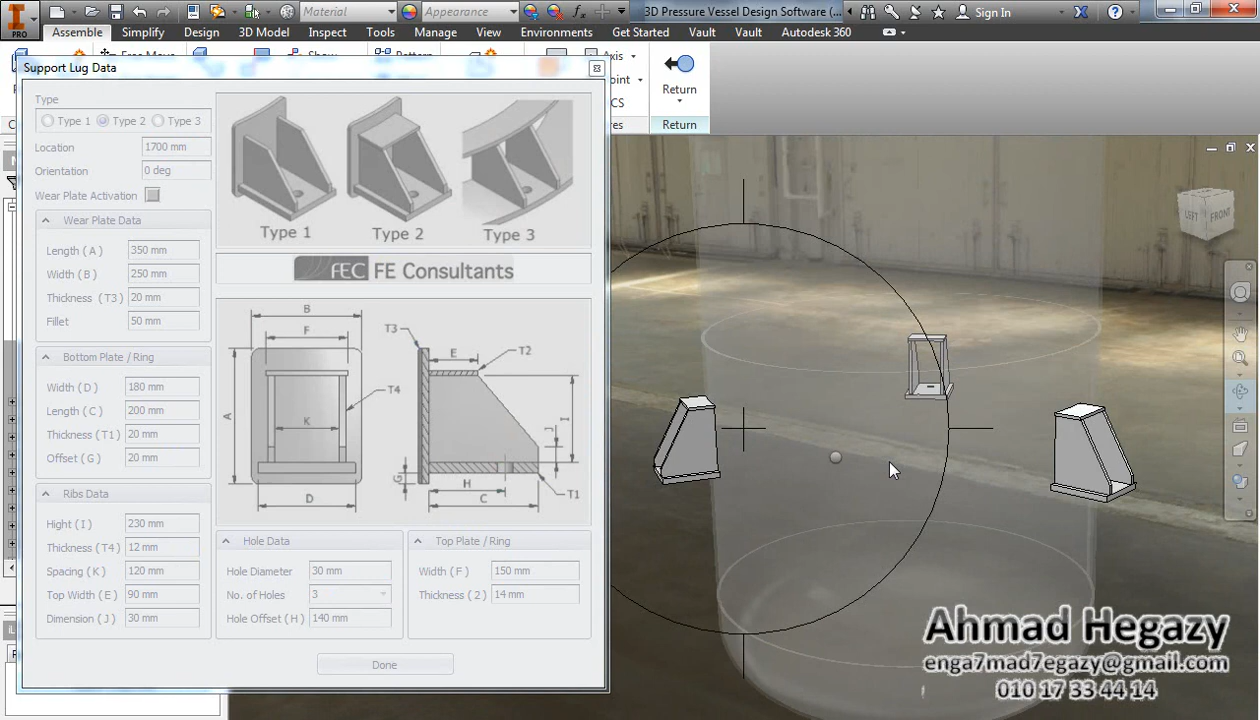 Material
Appearance
3D Pressure Vessel Design Software (...
Sign In
PRO
Assemble
Simplify
Design
3D Model
Inspect
Tools
Manage
View
Environments
Get Started
Vault
Vault
Autodesk 360
Free Move
Show
Pattern
Axis
Return
Return
Support Lug Data
Type
Type 1
Type 2
Type 3
Location
1700 mm
Orientation
0 deg
Wear Plate Activation
Wear Plate Data
Length ( A )
350 mm
Width ( B )
250 mm
Thickness ( T3 )
20 mm
Fillet
50 mm
Bottom Plate / Ring
Width ( D )
180 mm
Length ( C )
200 mm
Thickness ( T1 )
20 mm
Offset ( G )
20 mm
Ribs Data
Hight ( I )
230 mm
Thickness ( T4 )
12 mm
Spacing ( K )
120 mm
Top Width ( E )
90 mm
Dimension ( J )
30 mm
Type 1
Type 2
Type 3
FEC FE Consultants
B
F
T3
E
T2
T4
A
K
I
J
G
H
D
C
T1
Hole Data
Hole Diameter
30 mm
No. of Holes
3
Hole Offset ( H )
140 mm
Top Plate / Ring
Width ( F )
150 mm
Thickness ( 2 )
14 mm
Done
LEFT
FRONT
Ahmad Hegazy
enga7mad7egazy@gmail.com
010 17 33 44 14